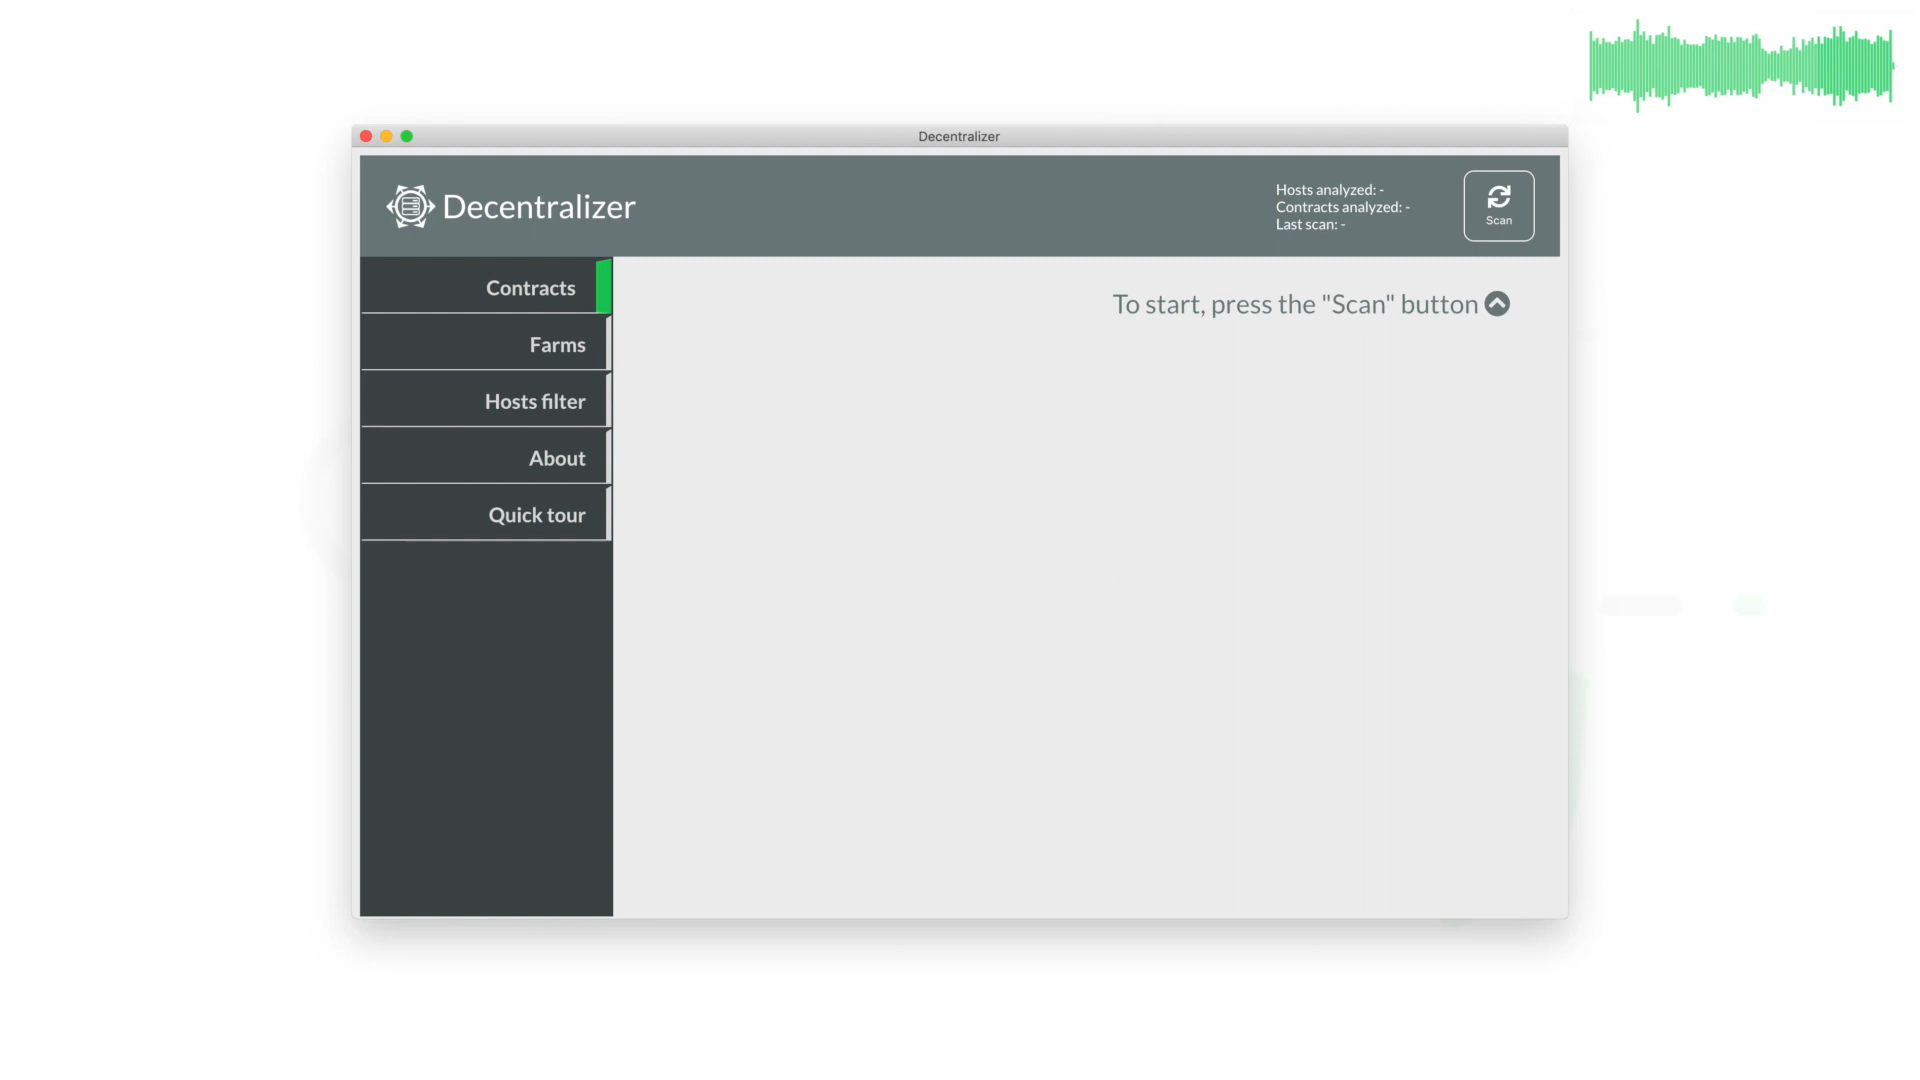 Decentralizer
Decentralizer
Hosts analyzed: -
Contracts analyzed: -
Last scan: -
Scan
Contracts
Farms
Hosts filter
About
Quick tour
To start, press the "Scan" button